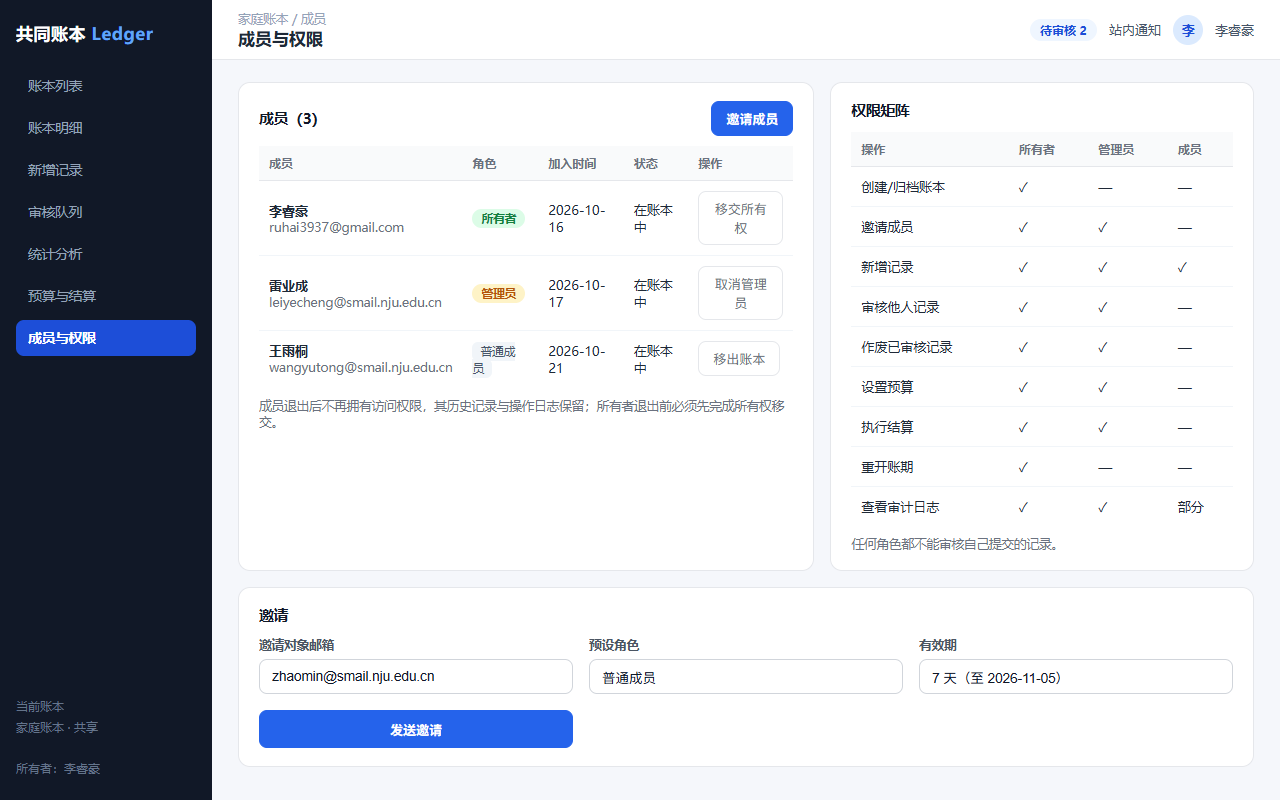 共同账本 Ledger
账本列表
账本明细
新增记录
审核队列
统计分析
预算与结算
成员与权限
当前账本
家庭账本 · 共享
所有者：李睿豪
家庭账本 / 成员
成员与权限
待审核 2 站内通知 李 李睿豪
成员（3）
邀请成员
成员 角色 加入时间 状态 操作
李睿豪
ruhai3937@gmail.com
所有者
2026-10-
16
在账本
中
移交所有
权
雷业成
leiyecheng@smail.nju.edu.cn
管理员
2026-10-
17
在账本
中
取消管理
员
王雨桐
wangyutong@smail.nju.edu.cn
普通成
员
2026-10-
21
在账本
中
移出账本
成员退出后不再拥有访问权限，其历史记录与操作日志保留；所有者退出前必须先完成所有权移
交。
权限矩阵
操作 所有者 管理员 成员
创建/归档账本 ✓ — —
邀请成员 ✓ ✓ —
新增记录 ✓ ✓ ✓
审核他人记录 ✓ ✓ —
作废已审核记录 ✓ ✓ —
设置预算 ✓ ✓ —
执行结算 ✓ ✓ —
重开账期 ✓ — —
查看审计日志 ✓ ✓ 部分
任何角色都不能审核自己提交的记录。
邀请
邀请对象邮箱 预设角色 有效期
zhaomin@smail.nju.edu.cn 普通成员 7 天（至 2026-11-05）
发送邀请